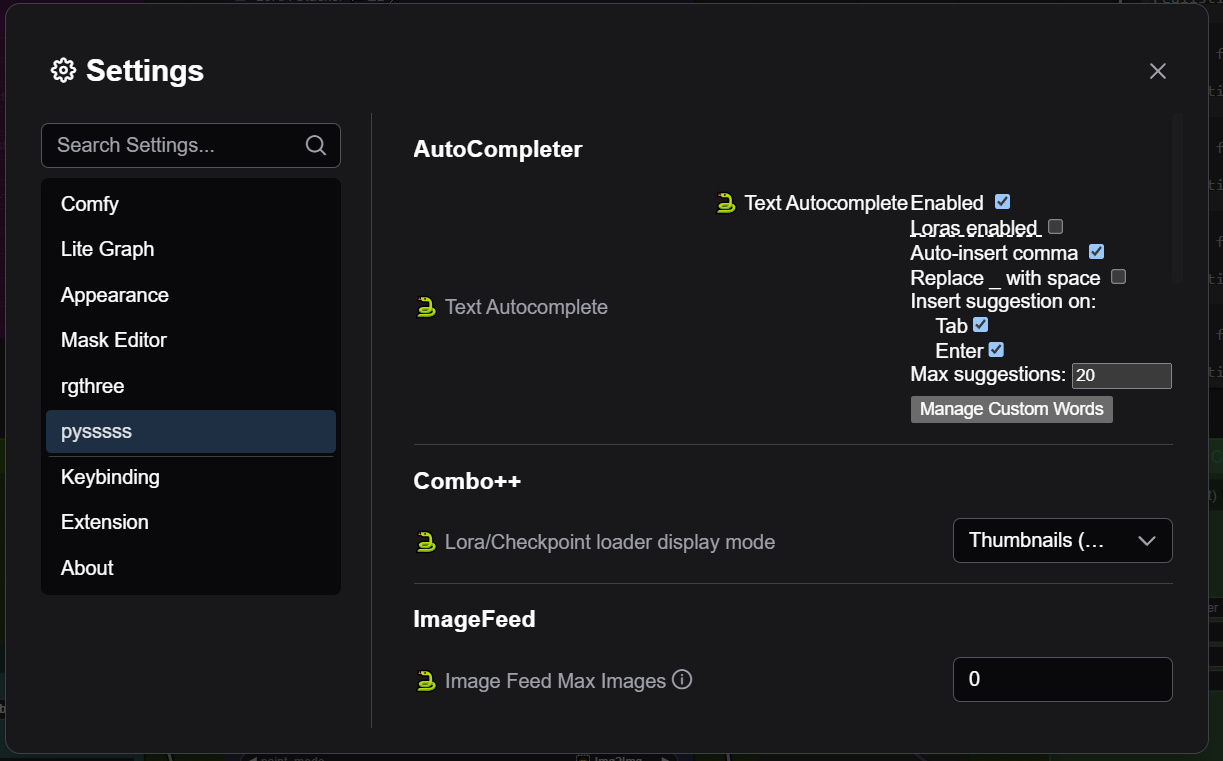 Settings
Search Settings...
Comfy
Lite Graph
Appearance
Mask Editor
rgthree
pysssss
Keybinding
Extension
About
AutoCompleter
Text Autocomplete
Text Autocomplete Enabled
Loras enabled
Auto-insert comma
Replace _ with space
Insert suggestion on:
Tab
Enter
Max suggestions: 20
Manage Custom Words
Combo++
Lora/Checkpoint loader display mode
Thumbnails (...
ImageFeed
Image Feed Max Images
0